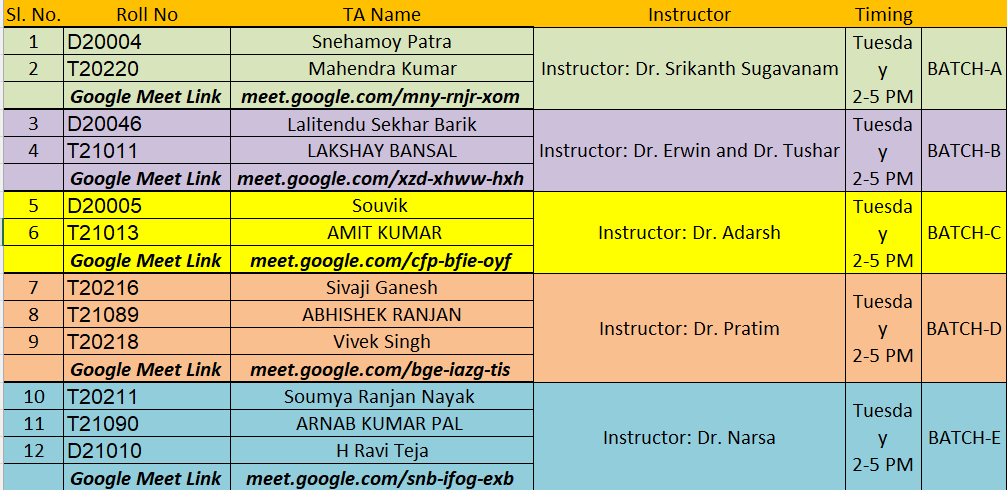 Sl. No. Roll No TA Name Instructor Timing
1 D20004 Snehamoy Patra
2 T20220 Mahendra Kumar
Google Meet Link meet.google.com/mny-rnjr-xom
Instructor: Dr. Srikanth Sugavanam
Tuesda
y
2-5 PM
BATCH-A
3 D20046 Lalitendu Sekhar Barik
4 T21011 LAKSHAY BANSAL
Google Meet Link meet.google.com/xzd-xhww-hxh
Instructor: Dr. Erwin and Dr. Tushar
Tuesda
y
2-5 PM
BATCH-B
5 D20005 Souvik
6 T21013 AMIT KUMAR
Google Meet Link meet.google.com/cfp-bfie-oyf
Instructor: Dr. Adarsh
Tuesda
y
2-5 PM
BATCH-C
7 T20216 Sivaji Ganesh
8 T21089 ABHISHEK RANJAN
9 T20218 Vivek Singh
Google Meet Link meet.google.com/bge-iazg-tis
Instructor: Dr. Pratim
Tuesda
y
2-5 PM
BATCH-D
10 T20211 Soumya Ranjan Nayak
11 T21090 ARNAB KUMAR PAL
12 D21010 H Ravi Teja
Google Meet Link meet.google.com/snb-ifog-exb
Instructor: Dr. Narsa
Tuesda
y
2-5 PM
BATCH-E